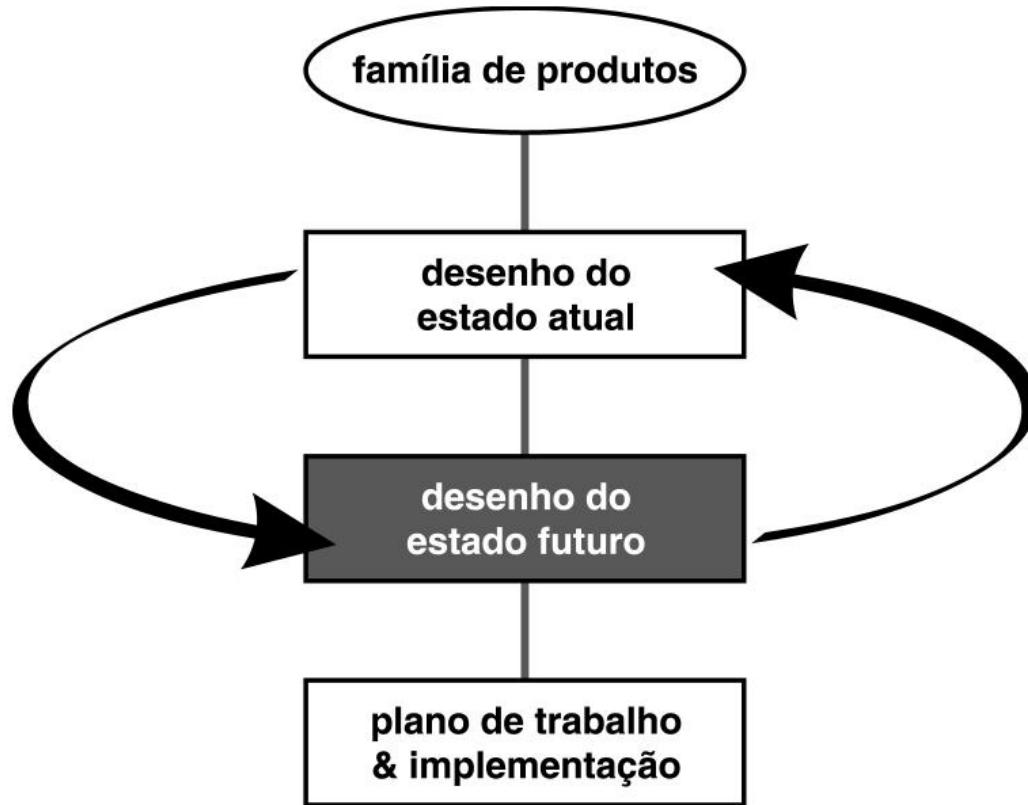 família de produtos
desenho do
estado atual
desenho do
estado futuro
plano de trabalho
& implementação